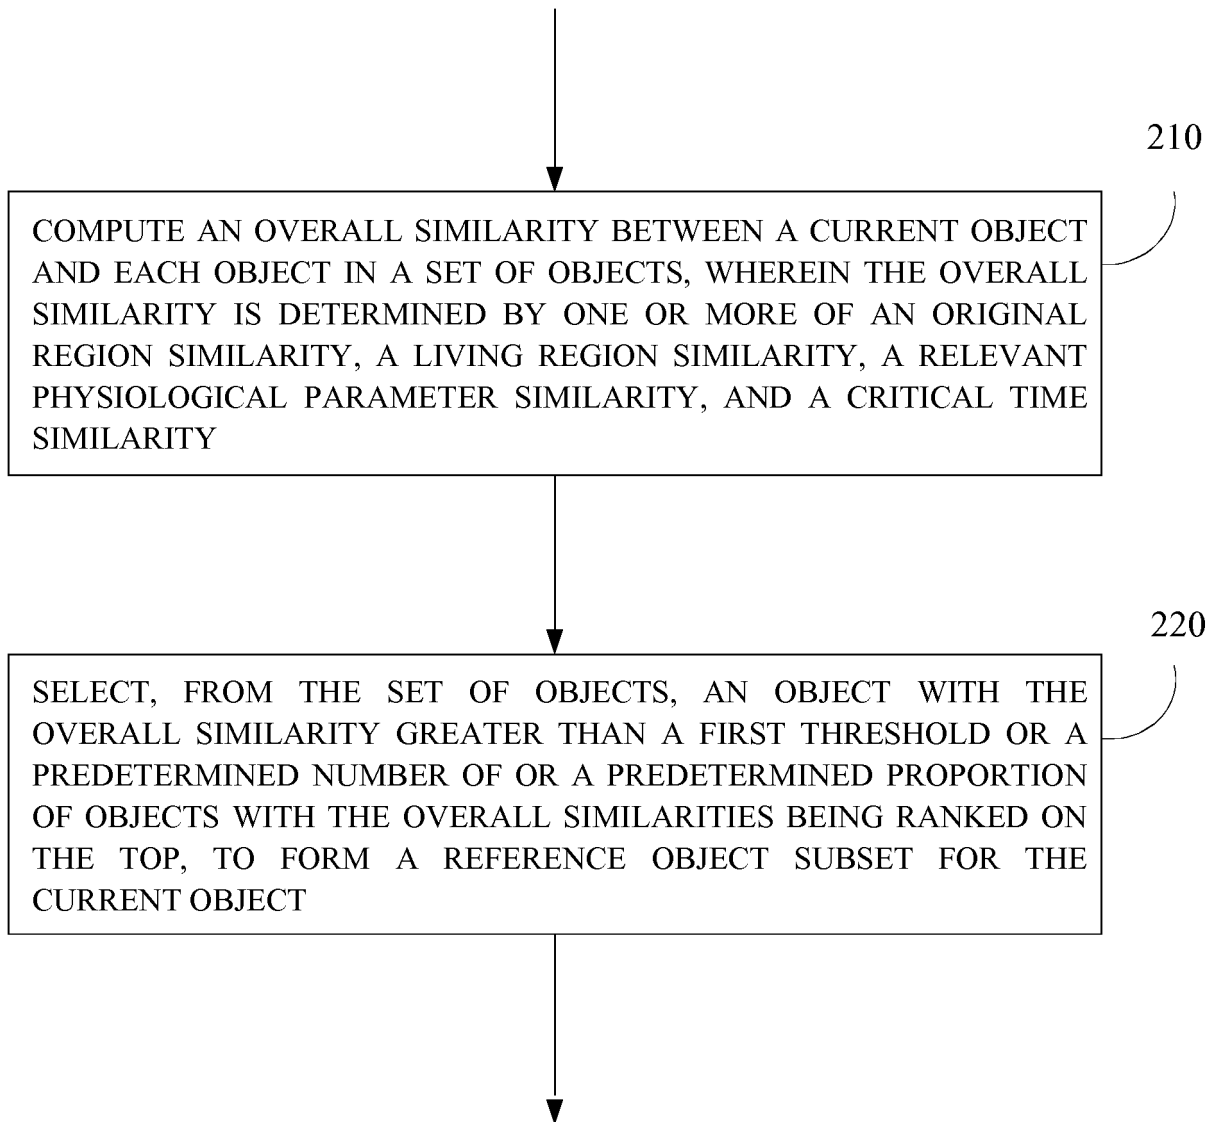 210
COMPUTE AN OVERALL SIMILARITY BETWEEN A CURRENT OBJECT
AND EACH OBJECT IN A SET OF OBJECTS, WHEREIN THE OVERALL
SIMILARITY IS DETERMINED BY ONE OR MORE OF AN ORIGINAL
REGION SIMILARITY, A LIVING REGION SIMILARITY, A RELEVANT
PHYSIOLOGICAL PARAMETER SIMILARITY, AND A CRITICAL TIME
SIMILARITY
220
SELECT, FROM THE SET OF OBJECTS, AN OBJECT WITH THE
OVERALL SIMILARITY GREATER THAN A FIRST THRESHOLD OR A
PREDETERMINED NUMBER OF OR A PREDETERMINED PROPORTION
OF OBJECTS WITH THE OVERALL SIMILARITIES BEING RANKED ON
THE TOP, TO FORM A REFERENCE OBJECT SUBSET FOR THE
CURRENT OBJECT